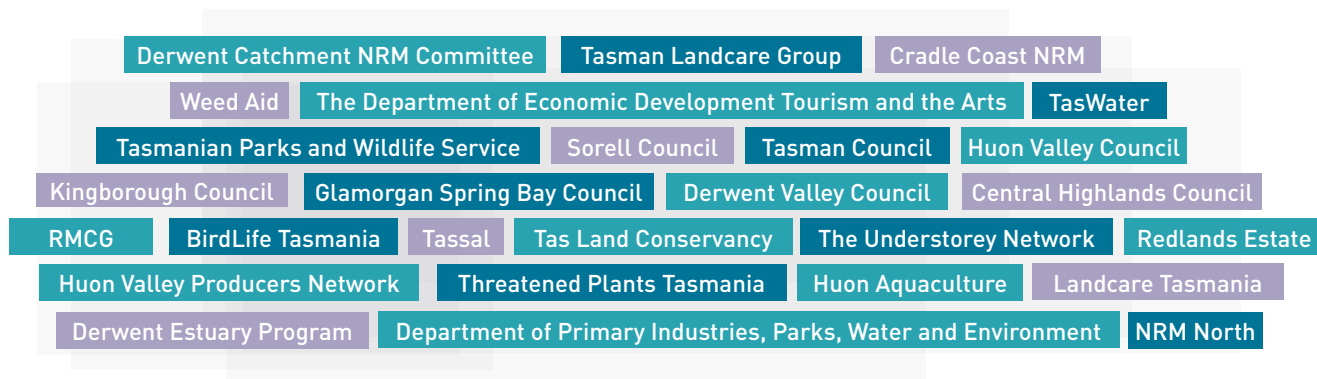 Derwent Catchment NRM Committee Tasman Landcare Group Cradle Coast NRM
Weed Aid The Department of Economic Development Tourism and the Arts TasWater
Tasmanian Parks and Wildlife Service Sorell Council Tasman Council Huon Valley Council
Kingborough Council Glamorgan Spring Bay Council Derwent Valley Council Central Highlands Council
RMCG BirdLife Tasmania Tassal Tas Land Conservancy The Understorey Network Redlands Estate
Huon Valley Producers Network Threatened Plants Tasmania Huon Aquaculture Landcare Tasmania
Derwent Estuary Program Department of Primary Industries, Parks, Water and Environment NRM North